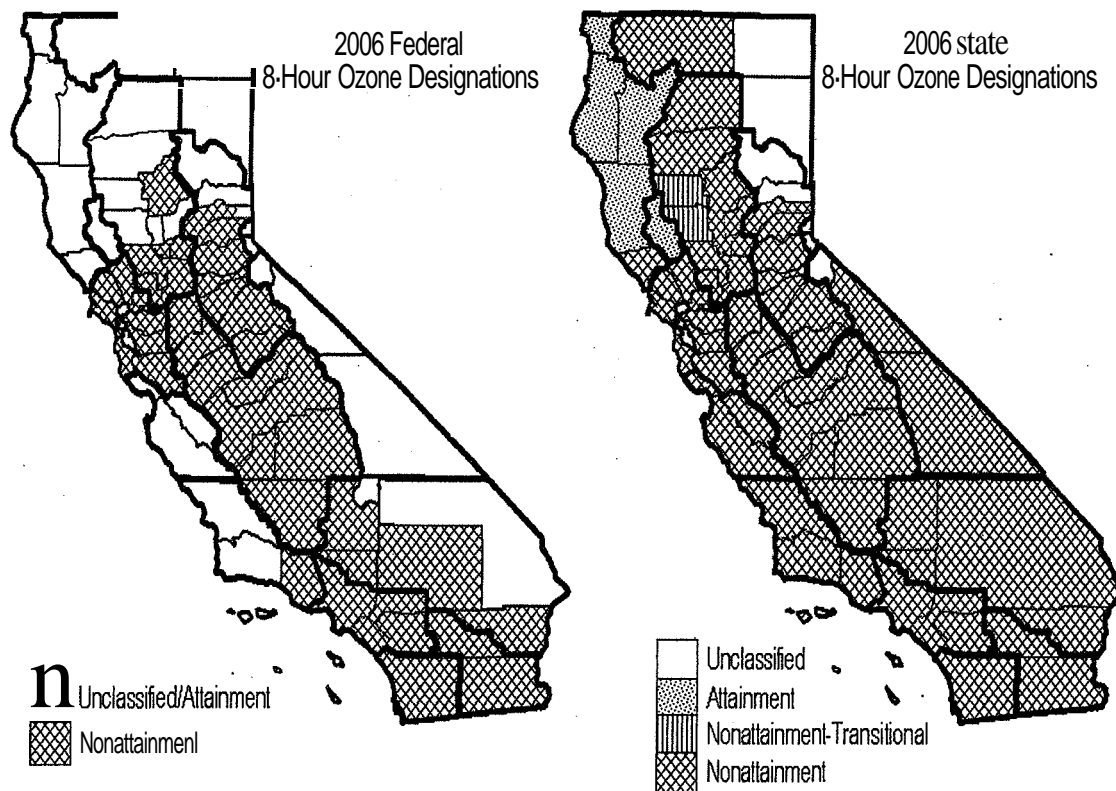 2006 Federal
8-Hour Ozone Designations
n Unclassified/Attainment
Nonattainmenl
2006 state
8-Hour Ozone Designations
Unclassified
Attainment
Nonattainment-Transitional
Nonattainment